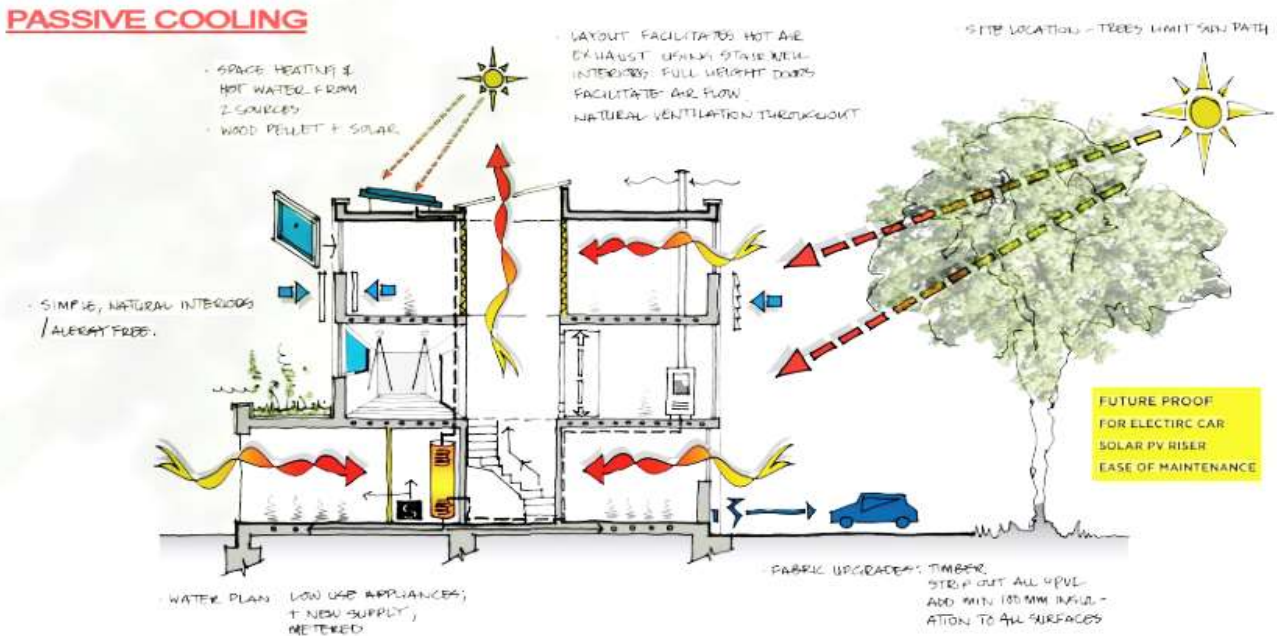 PASSIVE COOLING
· SPACE HEATING &
HOT WATER FROM
2 SOURCES
· WOOD PELLET + SOLAR
· LAYOUT FACILITATES HOT AIR
EXHAUST USING STAIRWELL
INTERIORS: FULL HEIGHT DOORS
FACILITATE AIR FLOW
NATURAL VENTILATION THROUGHOUT
· SITE LOCATION - TREES LIMIT SUN PATH
· SIMPLE, NATURAL INTERIORS
/ FREE.
FUTURE PROOF
FOR ELECTIRC CAR
SOLAR PV RISER
EASE OF MAINTENANCE
· WATER PLAN: LOW USE APPLIANCES;
+ NEW SUPPLY,
METERED
· FABRIC UPGRADES: TIMBER
STRIP OUT ALL UPVC
ADD MIN 100MM INSUL-
ATION TO ALL SURFACES